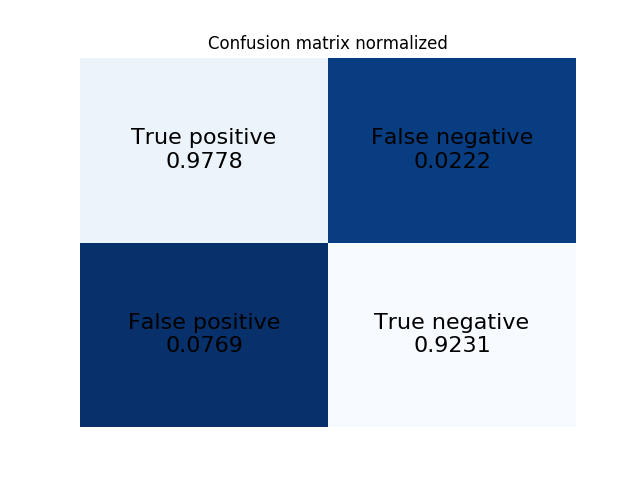 Confusion matrix normalized
True positive
0.9778
False negative
0.0222
False positive
0.0769
True negative
0.9231